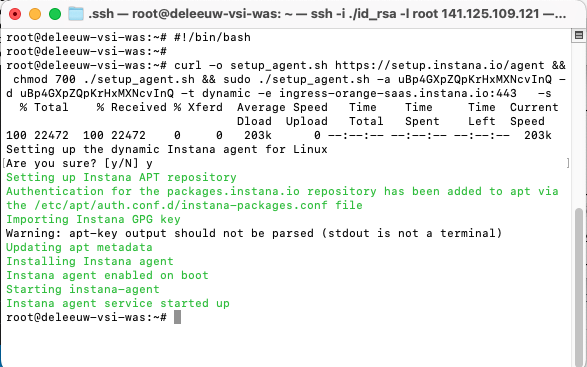 .ssh — root@deleeuw-vsi-was: ~ — ssh -i ./id_rsa -l root 141.125.109.121 —...
root@deleeuw-vsi-was:~# #!/bin/bash
root@deleeuw-vsi-was:~#
root@deleeuw-vsi-was:~# curl -o setup_agent.sh https://setup.instana.io/agent &&
chmod 700 ./setup_agent.sh && sudo ./setup_agent.sh -a uBp4GXpZQpKrHxMXNcvInQ -
d uBp4GXpZQpKrHxMXNcvInQ -t dynamic -e ingress-orange-saas.instana.io:443 -s
% Total % Received % Xferd Average Speed Time Time Time Current
Dload Upload Total Spent Left Speed
100 22472 100 22472 0 0 203k 0 --:--:-- --:--:-- --:--:-- 203k
Setting up the dynamic Instana agent for Linux
[Are you sure? [y/N] y ]
Setting up Instana APT repository
Authentication for the packages.instana.io repository has been added to apt via
the /etc/apt/auth.conf.d/instana-packages.conf file
Importing Instana GPG key
Warning: apt-key output should not be parsed (stdout is not a terminal)
Updating apt metadata
Installing Instana agent
Instana agent enabled on boot
Starting instana-agent
Instana agent service started up
root@deleeuw-vsi-was:~#